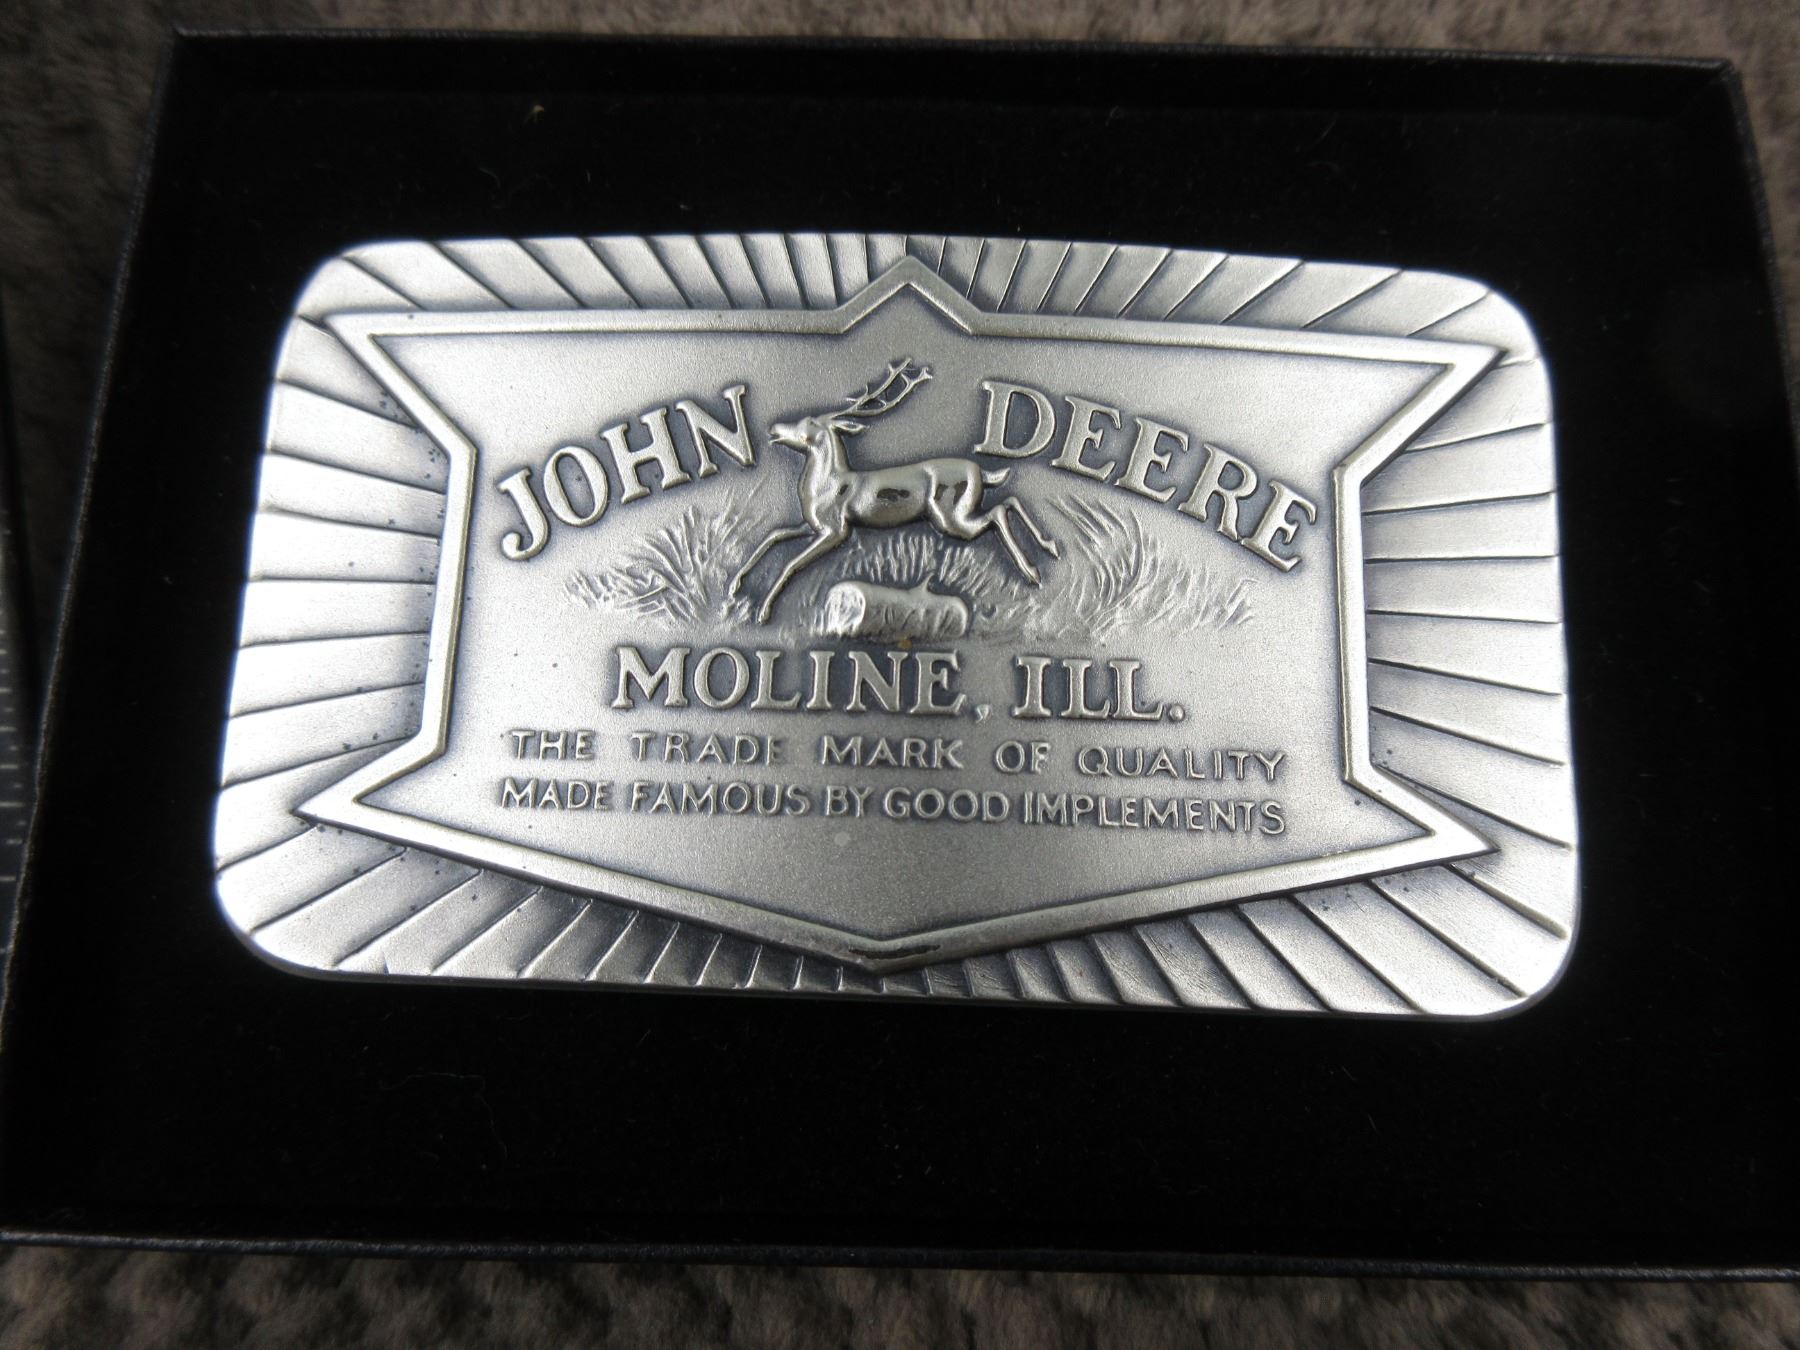 JOHN DEERE
MOLINE, ILL.
THE TRADE MARK OF QUALITY
MADE FAMOUS BY GOOD IMPLEMENTS